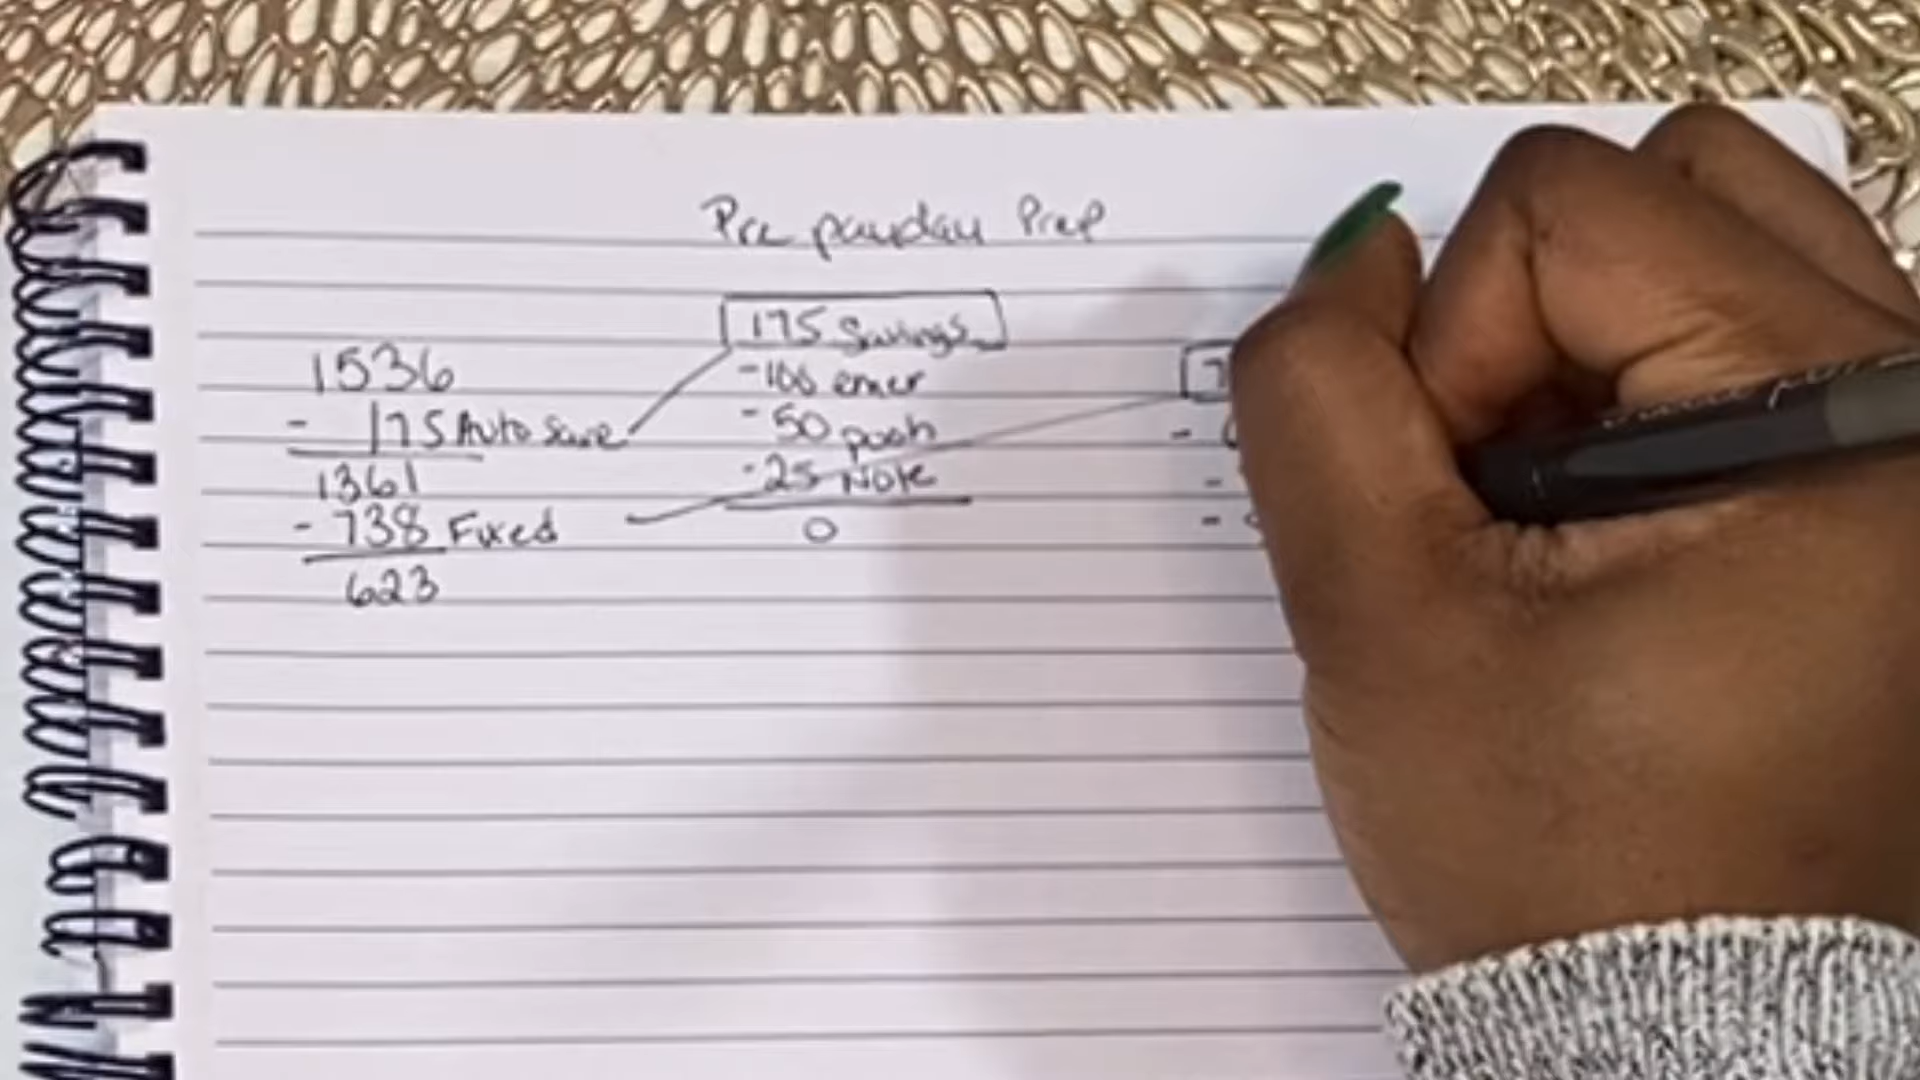 Pre payday Prep
1536
- 175 Auto Save
1361
- 738 Fixed
623
175 Savings
-100 emer
- 50 push
- 25 Note
0
7
-
-
-